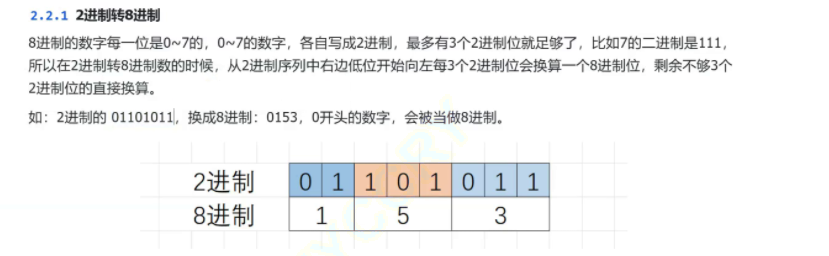 2.2.1 2进制转8进制
8进制的数字每一位是0~7的，0~7的数字，各自写成2进制，最多有3个2进制位就足够了，比如7的二进制是111，
所以在2进制转8进制数的时候，从2进制序列中右边低位开始向左每3个2进制位会换算一个8进制位，剩余不够3个
2进制位的直接换算。
如：2进制的 01101011，换成8进制：0153，0开头的数字，会被当做8进制。
2进制 0 1 1 0 1 0 1 1
8进制 1 5 3